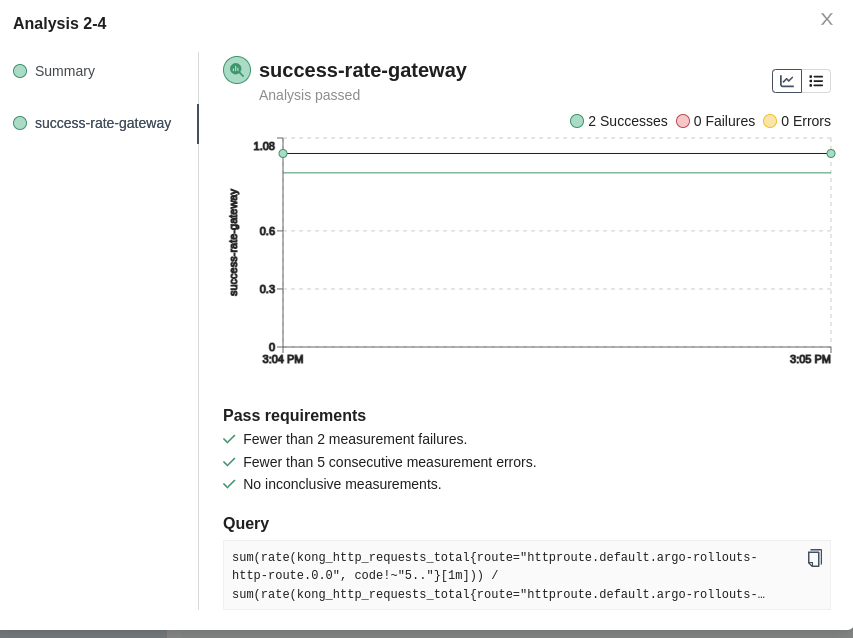 Analysis 2-4
Summary
success-rate-gateway
success-rate-gateway
Analysis passed
2 Successes 0 Failures 0 Errors
1.08
0.6
0.3
0
success-rate-gateway
3:04 PM 3:05 PM
Pass requirements
Fewer than 2 measurement failures.
Fewer than 5 consecutive measurement errors.
No inconclusive measurements.
Query
sum(rate(kong_http_requests_total{route="httproute.default.argo-rollouts-
http-route.0.0", code!~"5.."}[1m])) /
sum(rate(kong_http_requests_total{route="httproute.default.argo-rollouts-…